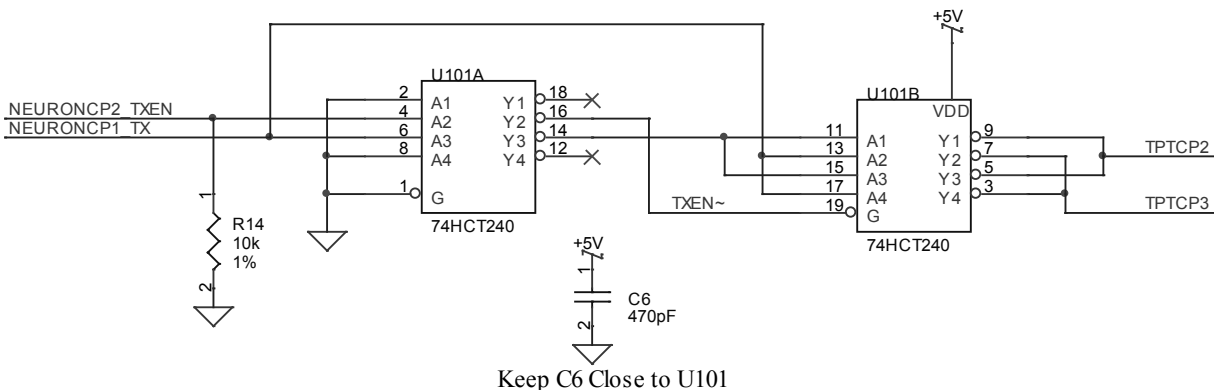 +5V
U101A
U101B
NEURONCP2_TXEN
NEURONCP1_TX
2 A1 Y1 18
4 A2 Y2 16
6 A3 Y3 14
8 A4 Y4 12
1 G
74HCT240
VDD
11 A1 Y1 9
13 A2 Y2 7
15 A3 Y3 5
17 A4 Y4 3
19 G
74HCT240
TPTCP2
TPTCP3
TXEN~
1
R14
10k
1%
2
+5V
1
C6
470pF
2
Keep C6 Close to U101